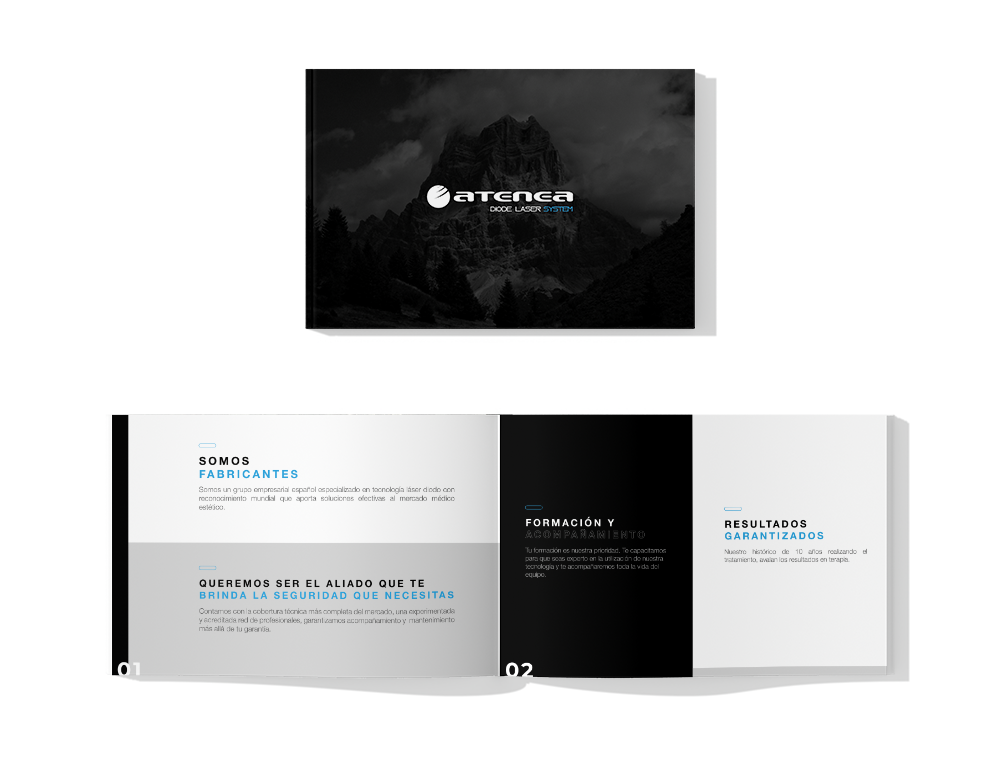 atenea
DIODE LASER SYSTEM
SOMOS
FABRICANTES
Somos un grupo empresarial español especializado en tecnología láser diodo con
reconocimiento mundial que aporta soluciones efectivas al mercado médico
estético.
QUEREMOS SER EL ALIADO QUE TE
BRINDA LA SEGURIDAD QUE NECESITAS
Contamos con la cobertura técnica más completa del mercado, una experimentada
y acreditada red de profesionales, garantizamos acompañamiento y mantenimiento
más allá de tu garantía.
01
FORMACIÓN Y
ACOMPAÑAMIENTO
Tu formación es nuestra prioridad. Te capacitamos
para que seas experto en la utilización de nuestra
tecnología y te acompañaremos toda la vida del
equipo.
02
RESULTADOS
GARANTIZADOS
Nuestro histórico de 10 años realizando el
tratamiento, avalan los resultados en terapia.